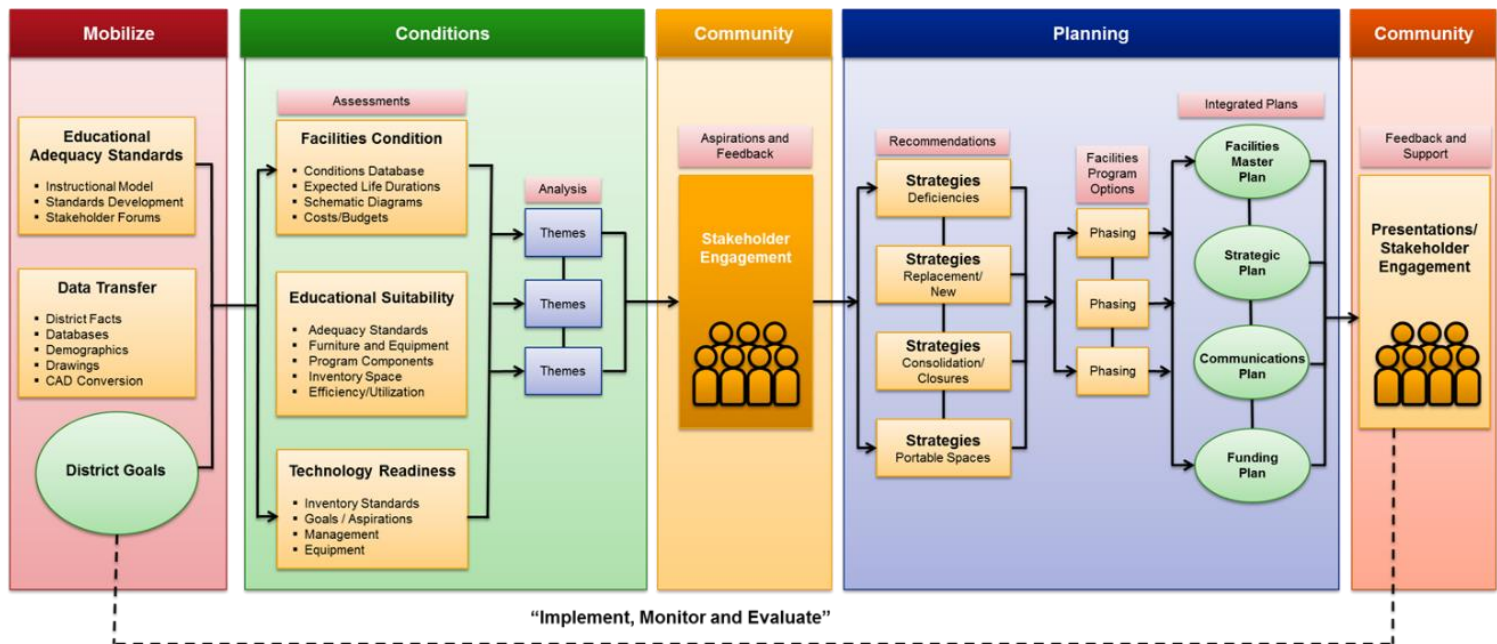 Mobilize
Educational
Adequacy Standards
▪ Instructional Model
▪ Standards Development
▪ Stakeholder Forums
Data Transfer
▪ District Facts
▪ Databases
▪ Demographics
▪ Drawings
▪ CAD Conversion
District Goals
Conditions
Assessments
Facilities Condition
▪ Conditions Database
▪ Expected Life Durations
▪ Schematic Diagrams
▪ Costs/Budgets
Educational Suitability
▪ Adequacy Standards
▪ Furniture and Equipment
▪ Program Components
▪ Inventory Space
▪ Efficiency/Utilization
Technology Readiness
▪ Inventory Standards
▪ Goals / Aspirations
▪ Management
▪ Equipment
Analysis
Themes
Themes
Themes
Community
Aspirations and
Feedback
Stakeholder
Engagement
Planning
Recommendations
Strategies
Deficiencies
Strategies
Replacement/
New
Strategies
Consolidation/
Closures
Strategies
Portable Spaces
Facilities
Program
Options
Phasing
Phasing
Phasing
Integrated Plans
Facilities
Master
Plan
Strategic
Plan
Communications
Plan
Funding
Plan
Community
Feedback and
Support
Presentations/
Stakeholder
Engagement
“Implement, Monitor and Evaluate”